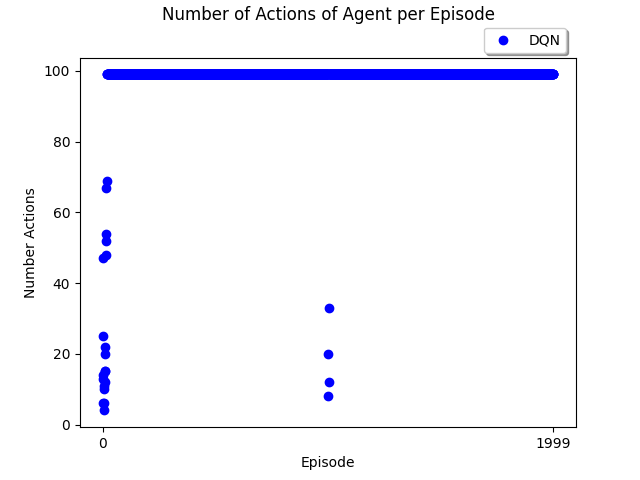 Number of Actions of Agent per Episode
DQN
100
80
60
40
20
0
Number Actions
0 1999
Episode